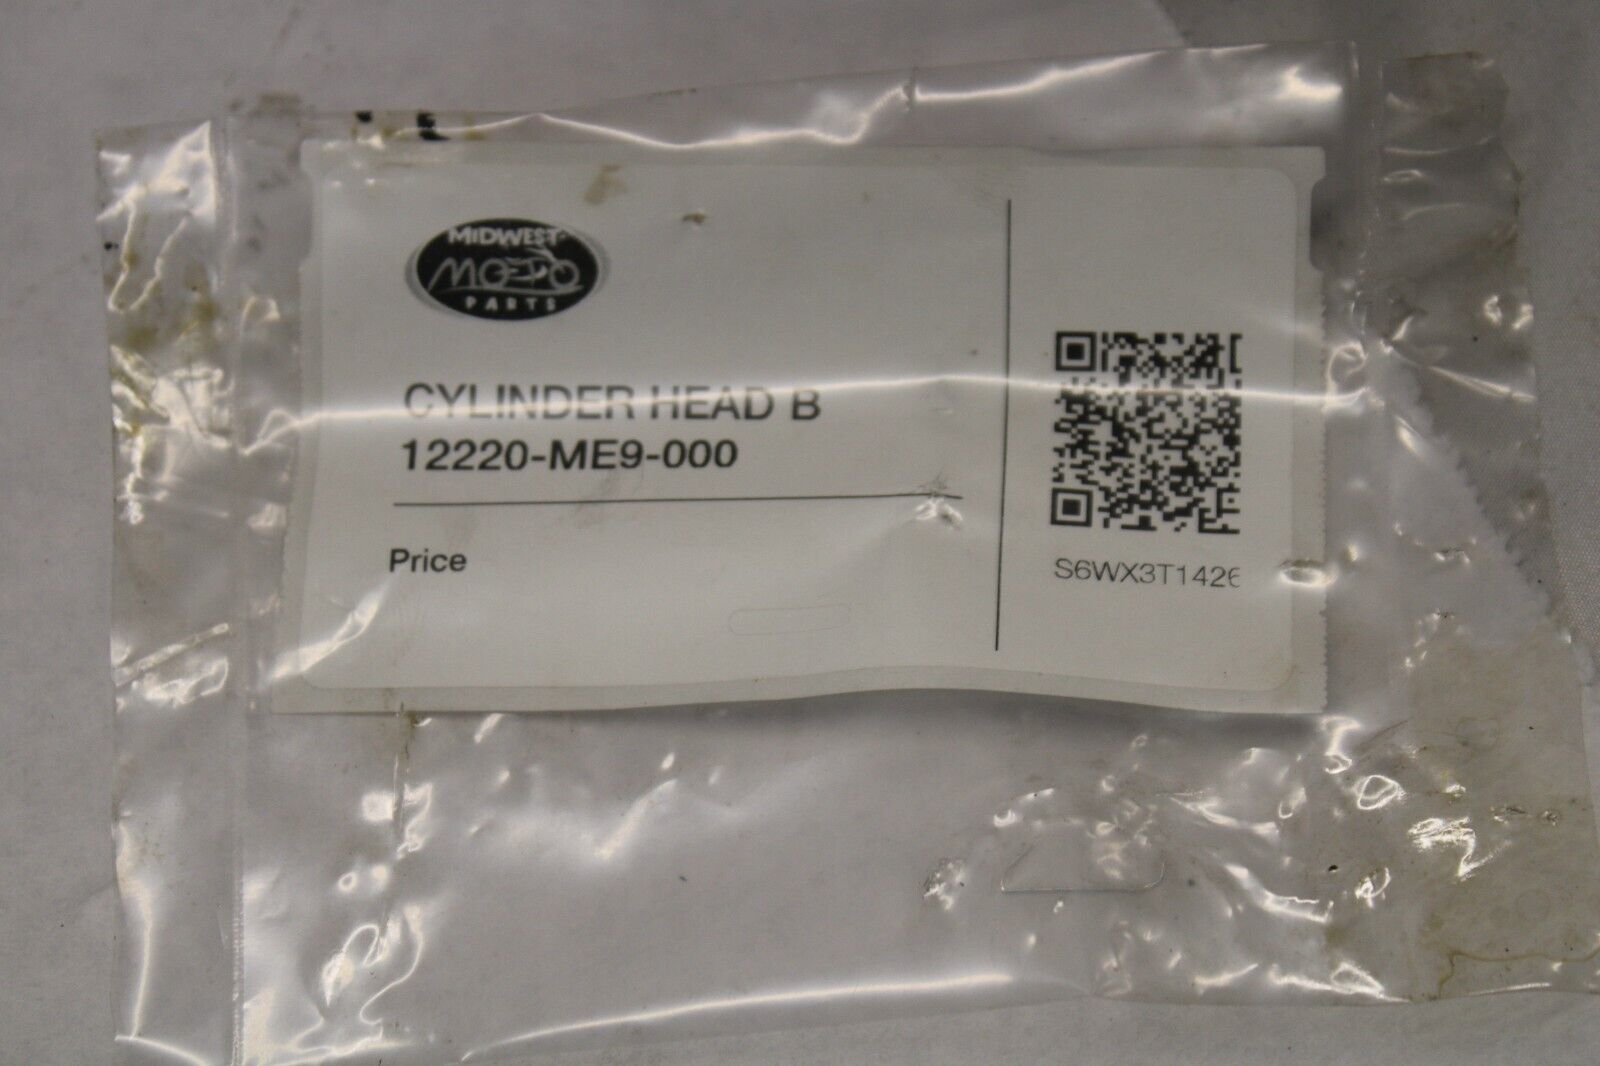 MIDWEST
MOTO
PARTS
CYLINDER HEAD B
12220-ME9-000
Price
S6WX3T1426